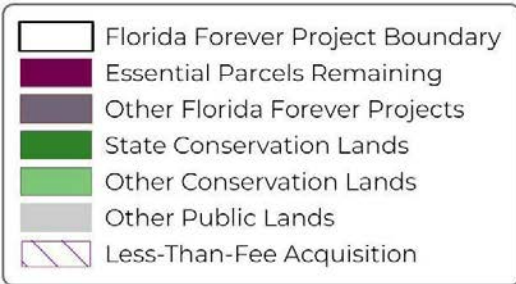 Florida Forever Project Boundary
Essential Parcels Remaining
Other Florida Forever Projects
State Conservation Lands
Other Conservation Lands
Other Public Lands
Less-Than-Fee Acquisition